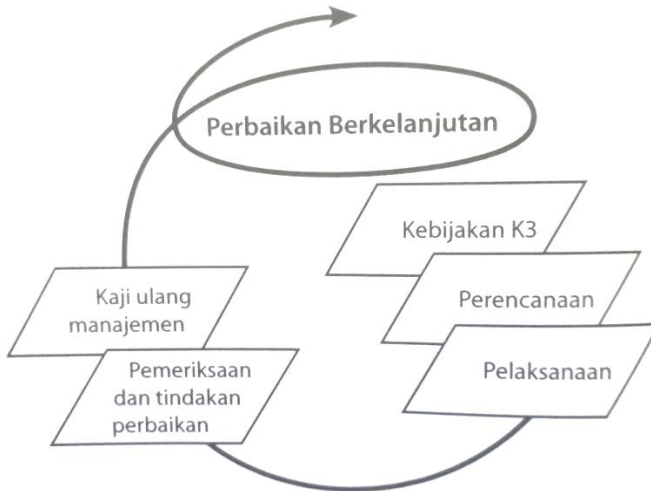 Perbaikan Berkelanjutan
Kebijakan K3
Perencanaan
Pelaksanaan
Pemeriksaan
dan tindakan
perbaikan
Kaji ulang
manajemen